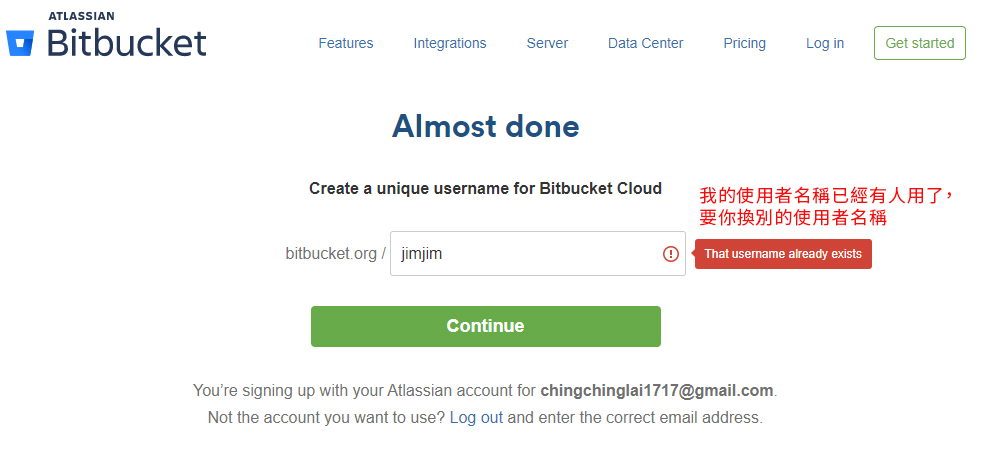 ATLASSIAN
Bitbucket
Features Integrations Server Data Center Pricing Log in Get started
Almost done
Create a unique username for Bitbucket Cloud
我的使用者名稱已經有人用了，
要你換別的使用者名稱
bitbucket.org / jimjim
That username already exists
Continue
You’re signing up with your Atlassian account for chingchinglai1717@gmail.com.
Not the account you want to use? Log out and enter the correct email address.